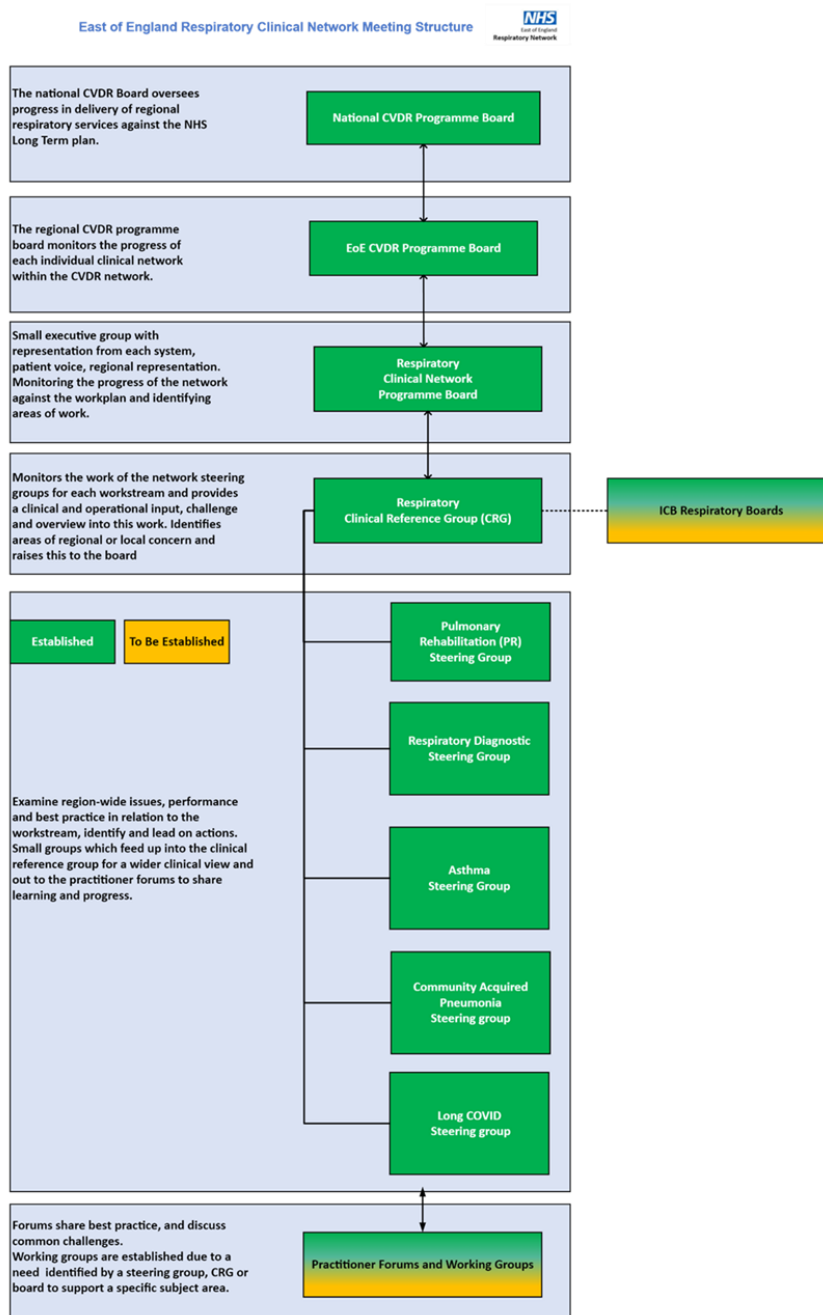 East of England Respiratory Clinical Network Meeting Structure
NHS
East of England
Respiratory Network
The national CVDR Board oversees
progress in delivery of regional
respiratory services against the NHS
Long Term plan.
National CVDR Programme Board
The regional CVDR programme
board monitors the progress of
each individual clinical network
within the CVDR network.
EoE CVDR Programme Board
Small executive group with
representation from each system,
patient voice, regional representation.
Monitoring the progress of the network
against the workplan and identifying
areas of work.
Respiratory
Clinical Network
Programme Board
Monitors the work of the network steering
groups for each workstream and provides
a clinical and operational input, challenge
and overview into this work. Identifies
areas of regional or local concern and
raises this to the board
Respiratory
Clinical Reference Group (CRG)
ICB Respiratory Boards
Established
To Be Established
Pulmonary
Rehabilitation (PR)
Steering Group
Respiratory Diagnostic
Steering Group
Examine region-wide issues, performance
and best practice in relation to the
workstream, identify and lead on actions.
Small groups which feed up into the clinical
reference group for a wider clinical view and
out to the practitioner forums to share
learning and progress.
Asthma
Steering Group
Community Acquired
Pneumonia
Steering group
Long COVID
Steering group
Forums share best practice, and discuss
common challenges.
Working groups are established due to a
need identified by a steering group, CRG or
board to support a specific subject area.
Practitioner Forums and Working Groups